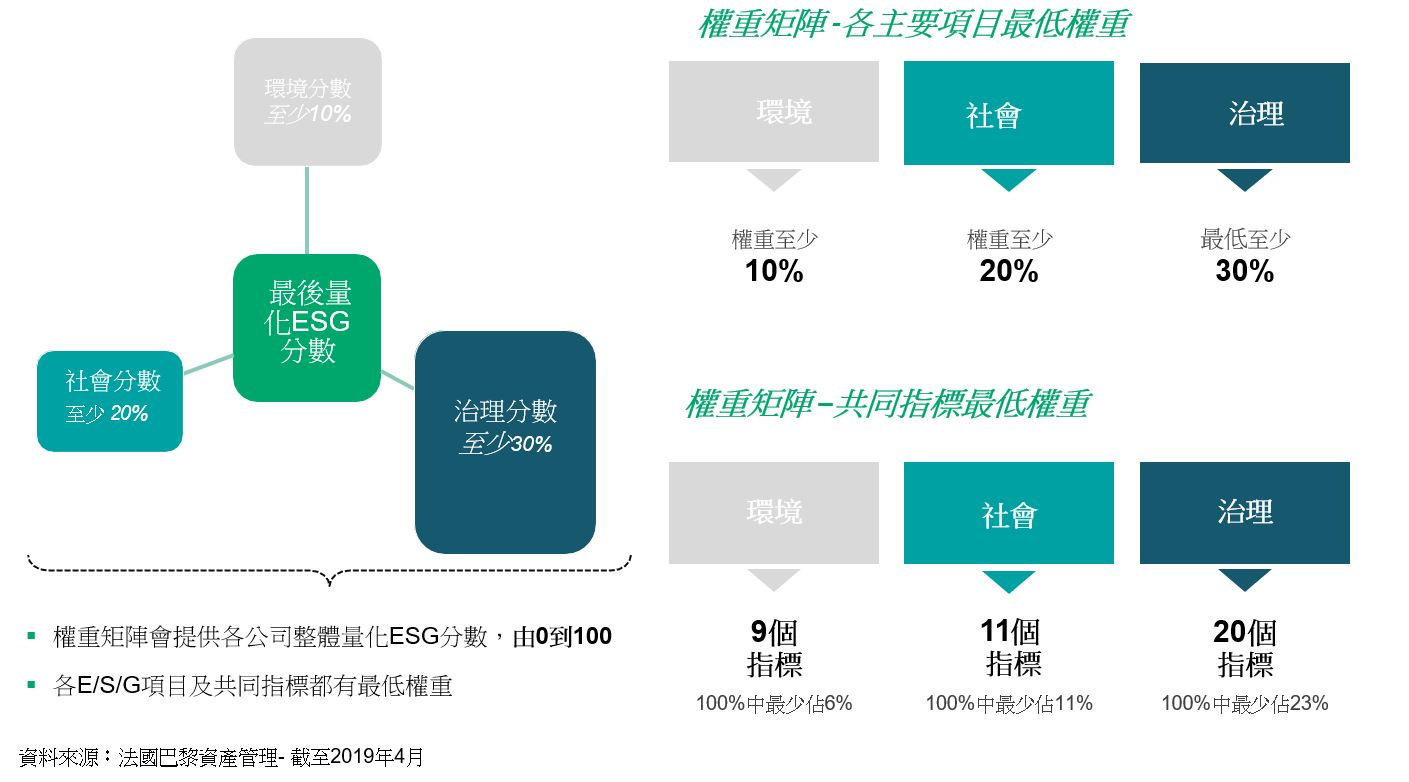 環境分數
至少10%
最後量
化ESG
分數
社會分數
至少 20%
治理分數
至少30%
▪ 權重矩陣會提供各公司整體量化ESG分數，由0到100
▪ 各E/S/G項目及共同指標都有最低權重
權重矩陣 -各主要項目最低權重
環境
社會
治理
權重至少
10%
權重至少
20%
最低至少
30%
權重矩陣 –共同指標最低權重
環境
社會
治理
9個
指標
100%中最少佔6%
11個
指標
100%中最少佔11%
20個
指標
100%中最少佔23%
資料來源：法國巴黎資產管理- 截至2019年4月